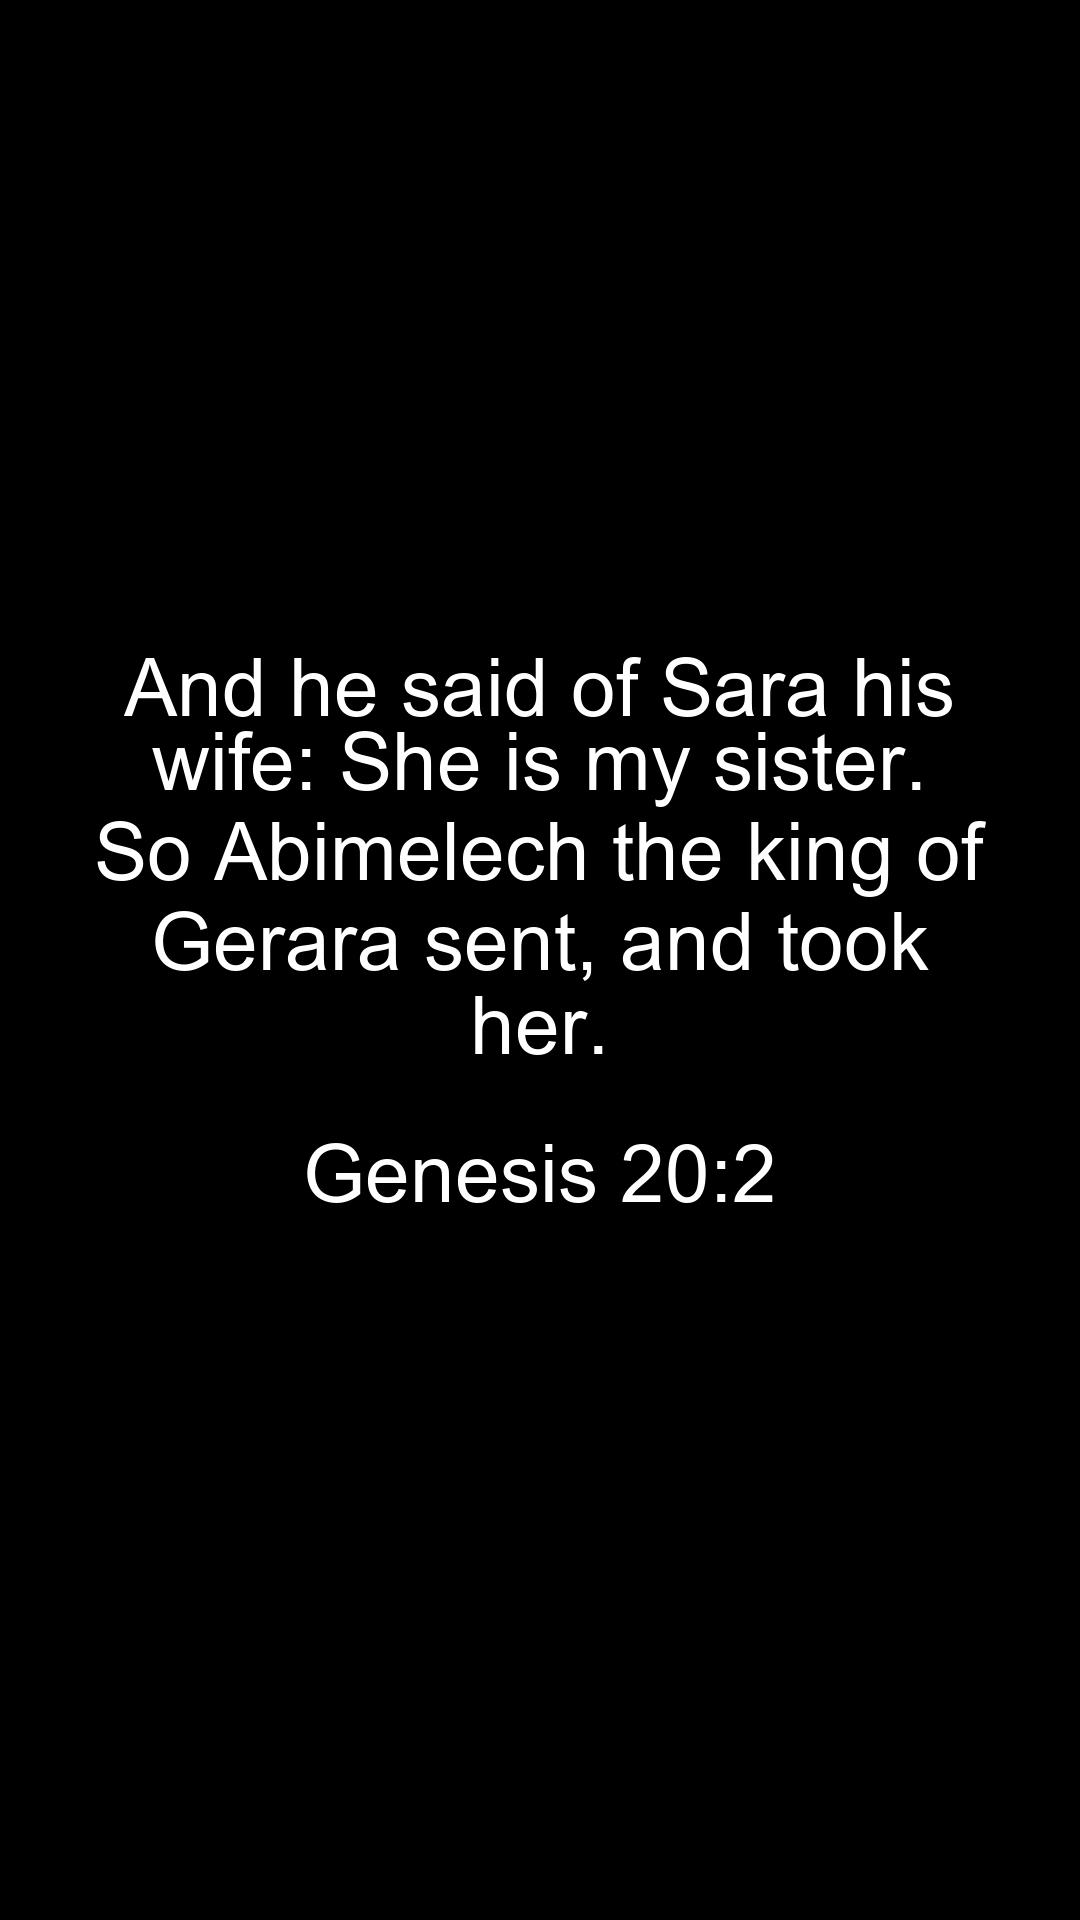 And he said of Sara his
wife: She is my sister.
So Abimelech the king of
Gerara sent, and took
her.
Genesis 20:2